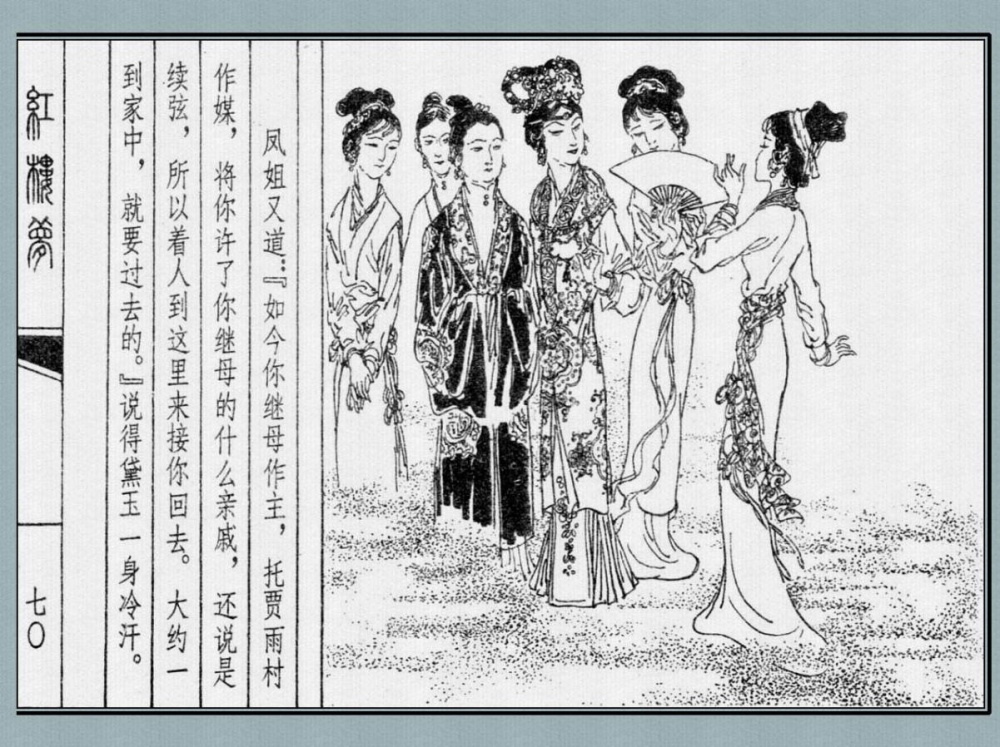 凤姐又道：『如今你继母作主，托贾雨村
作媒，将你许了你继母的什么亲戚，还说是
续弦，所以着人到这里来接你回去。大约一
到家中，就要过去的。』说得黛玉一身冷汗。
紅樓夢
七〇